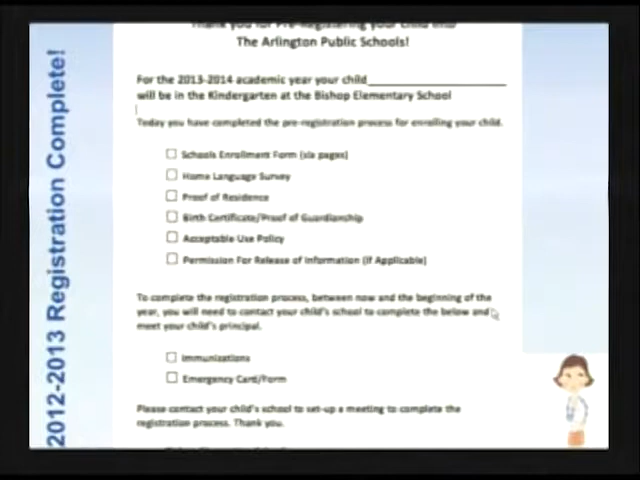 2012-2013 Registration Complete!
Thank you for Pre-Registering your child into
The Arlington Public Schools!
For the 2013-2014 academic year your child
will be in the Kindergarten at the Bishop Elementary School
Today you have completed the pre-registration process for enrolling your child.
Schools Enrollment Form (six pages)
Home Language Survey
Proof of Residence
Birth Certificate/Proof of Guardianship
Acceptable Use Policy
Permission For Release of Information (If Applicable)
To complete the registration process, between now and the beginning of the
year, you will need to contact your child's school to complete the below and
meet your child's principal.
Immunizations
Emergency Card/Form
Please contact your child's school to set-up a meeting to complete the
registration process. Thank you.